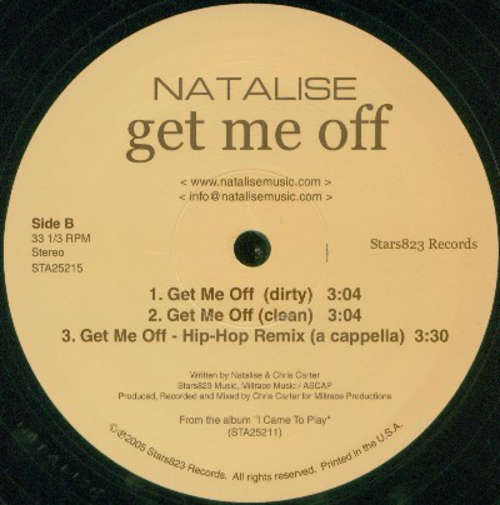 NATALISE
get me off
< www.natalisemusic.com >
< info@natalisemusic.com >
Side B
33 1/3 RPM
Stereo
STA25215
Stars823 Records
1. Get Me Off (dirty) 3:04
2. Get Me Off (clean) 3:04
3. Get Me Off - Hip-Hop Remix (a cappella) 3:30
Written by Natalise & Chris Carter
Stars823 Music, Millrace Music / ASCAP
Produced, Recorded and Mixed by Chris Carter for Millrace Productions
From the album "I Came To Play"
(STA25211)
©℗2005 Stars823 Records. All rights reserved. Printed in the U.S.A.